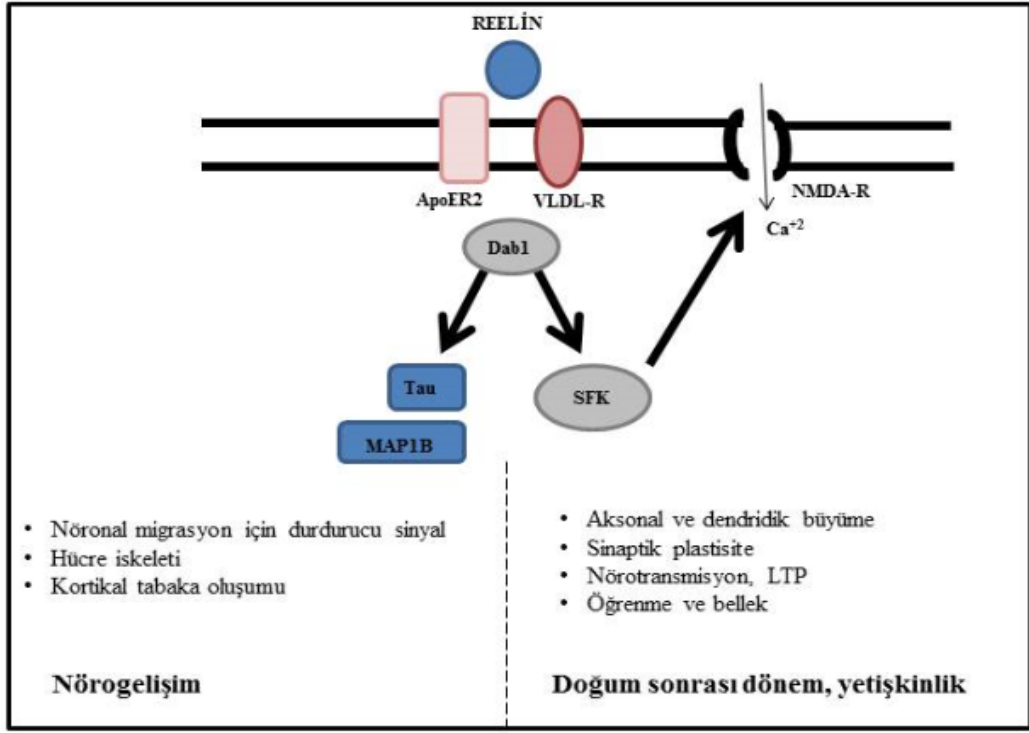 REELİN
ApoER2
VLDL-R
NMDA-R
Ca+2
Dab1
Tau
SFK
MAP1B
• Nöronal migrasyon için durdurucu sinyal
• Hücre iskeleti
• Kortikal tabaka oluşumu
• Aksonal ve dendridik büyüme
• Sinaptik plastisite
• Nörotransmisyon, LTP
• Öğrenme ve bellek
Nörogelişim
Doğum sonrası dönem, yetişkinlik